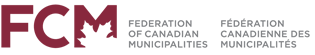 FCM
FEDERATION
OF CANADIAN
MUNICIPALITIES
FÉDÉRATION
CANADIENNE DES
MUNICIPALITÉS